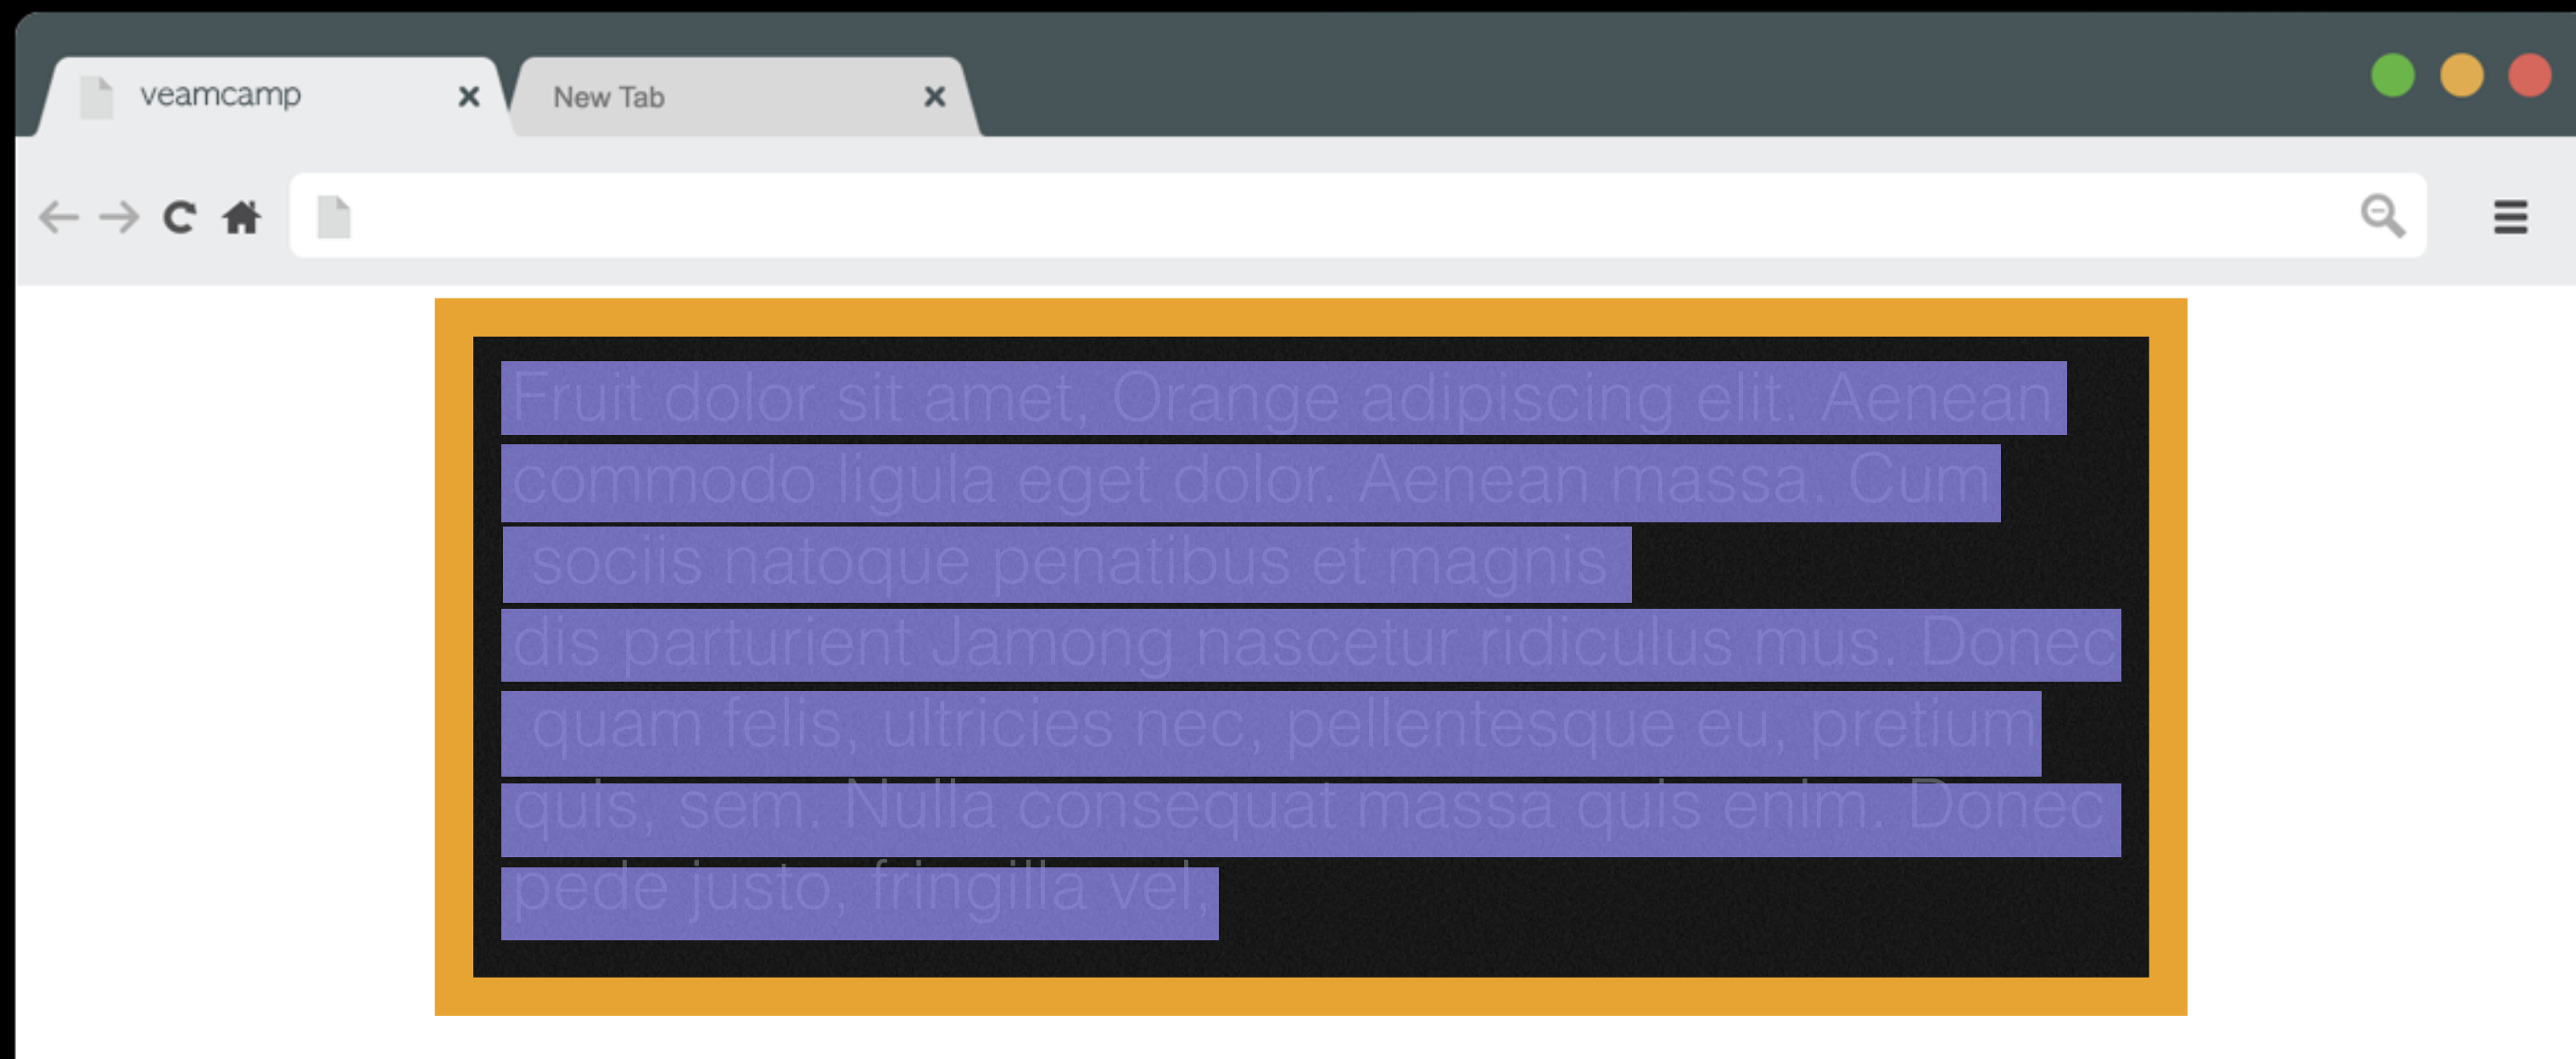 veamcamp
New Tab
Fruit dolor sit amet, Orange adipiscing elit. Aenean
commodo ligula eget dolor. Aenean massa. Cum
sociis natoque penatibus et magnis
dis parturient Jamong nascetur ridiculus mus. Donec
quam felis, ultricies nec, pellentesque eu, pretium
quis, sem. Nulla consequat massa quis enim. Donec
pede justo, fringilla vel,